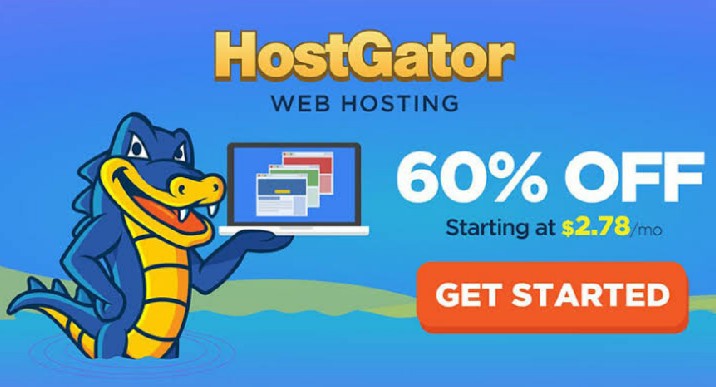 HostGator
WEB HOSTING
60% OFF
Starting at $2.78/mo
GET STARTED